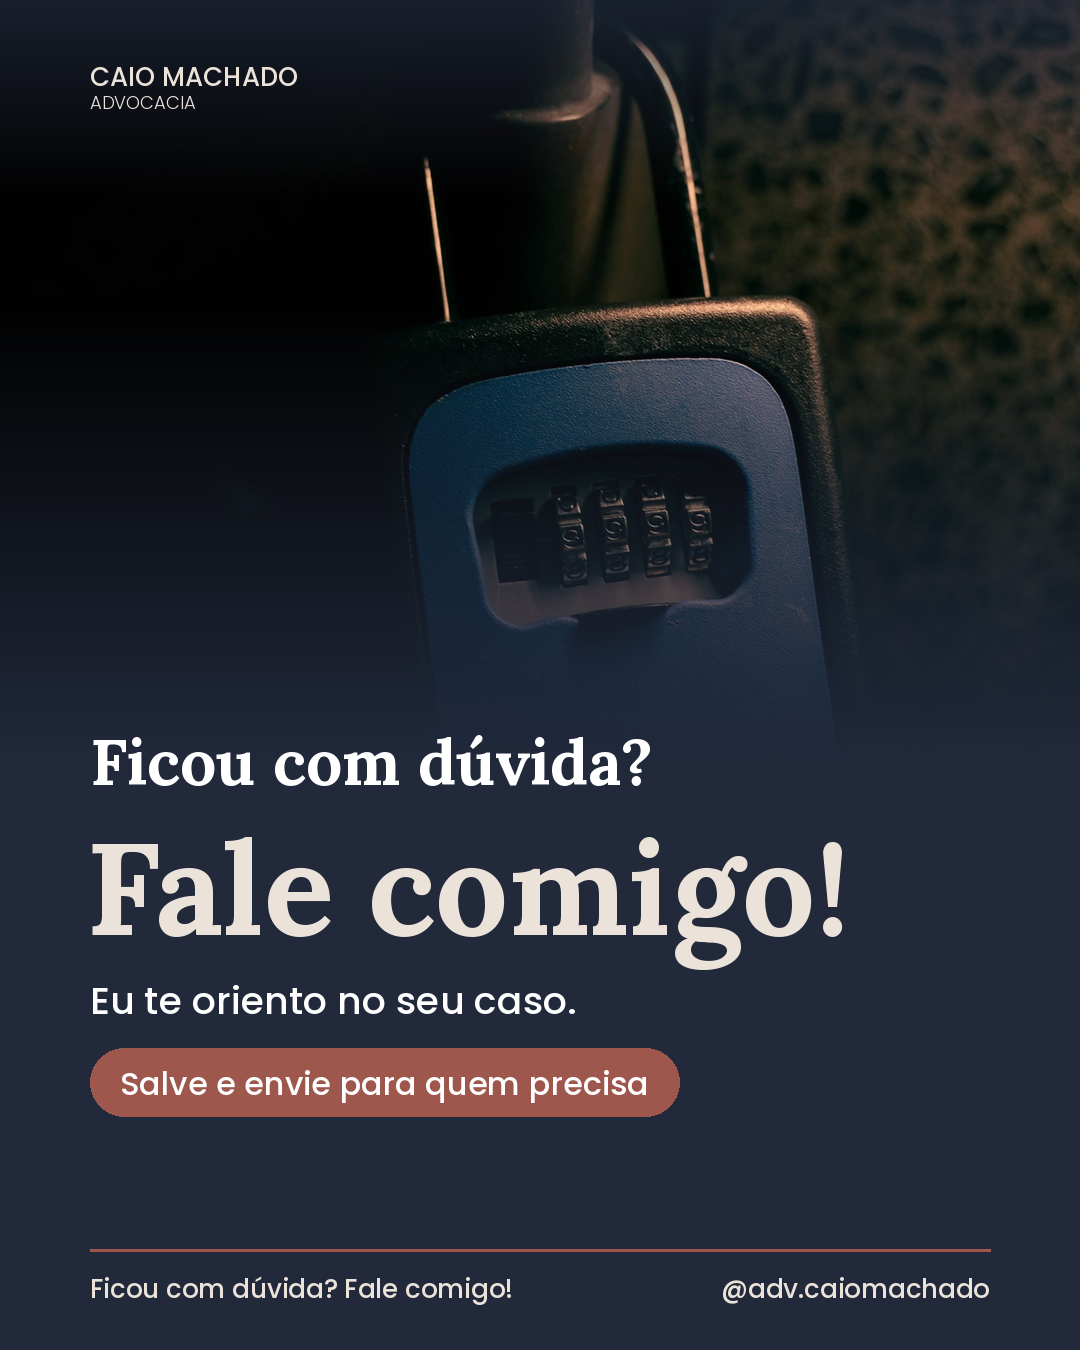 CAIO MACHADO
ADVOCACIA
Ficou com dúvida?
Fale comigo!
Eu te oriento no seu caso.
Salve e envie para quem precisa
Ficou com dúvida? Fale comigo!
@adv.caiomachado